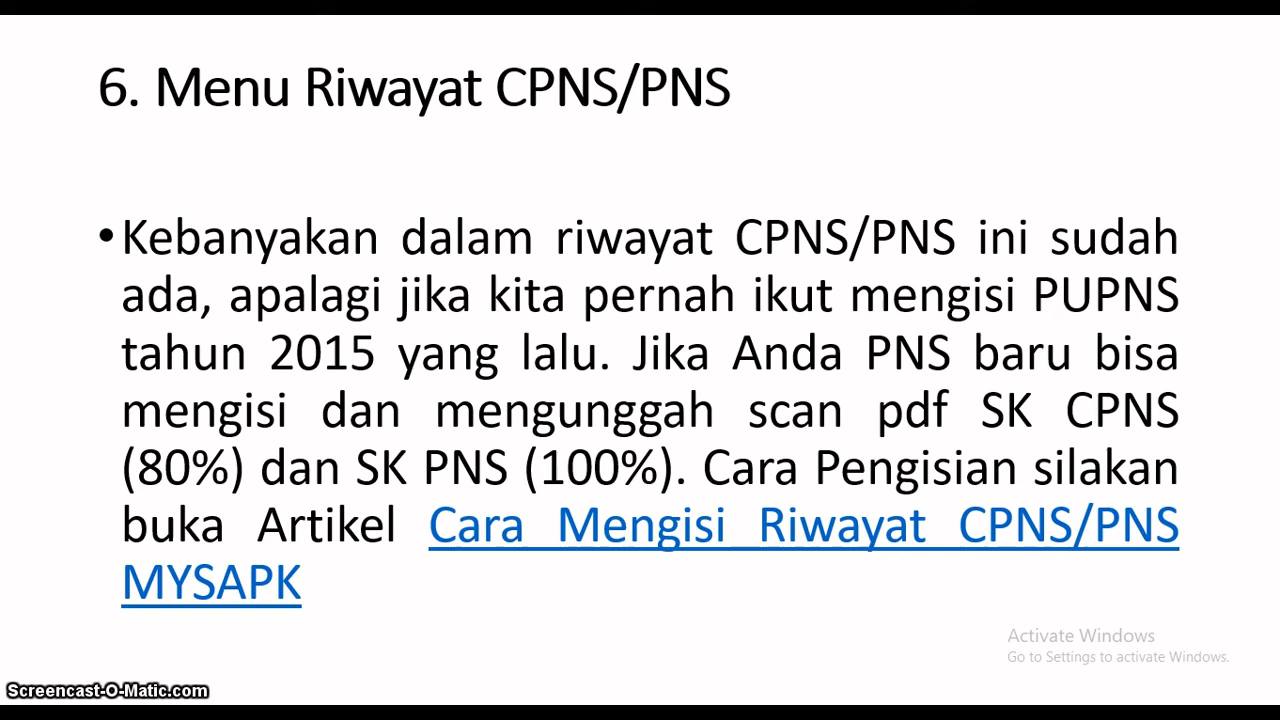 6. Menu Riwayat CPNS/PNS
•Kebanyakan dalam riwayat CPNS/PNS ini sudah
ada, apalagi jika kita pernah ikut mengisi PUPNS
tahun 2015 yang lalu. Jika Anda PNS baru bisa
mengisi dan mengunggah scan pdf SK CPNS
(80%) dan SK PNS (100%). Cara Pengisian silakan
buka Artikel Cara Mengisi Riwayat CPNS/PNS
MYSAPK
Activate Windows
Go to Settings to activate Windows.
Screencast-O-Matic.com